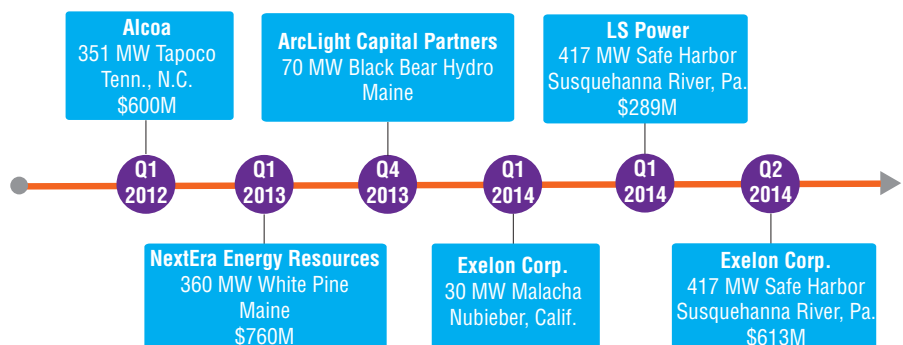 Alcoa
351 MW Tapoco
Tenn., N.C.
$600M
ArcLight Capital Partners
70 MW Black Bear Hydro
Maine
LS Power
417 MW Safe Harbor
Susquehanna River, Pa.
$289M
Q1
2012
Q1
2013
Q4
2013
Q1
2014
Q1
2014
Q2
2014
NextEra Energy Resources
360 MW White Pine
Maine
$760M
Exelon Corp.
30 MW Malacha
Nubieber, Calif.
Exelon Corp.
417 MW Safe Harbor
Susquehanna River, Pa.
$613M